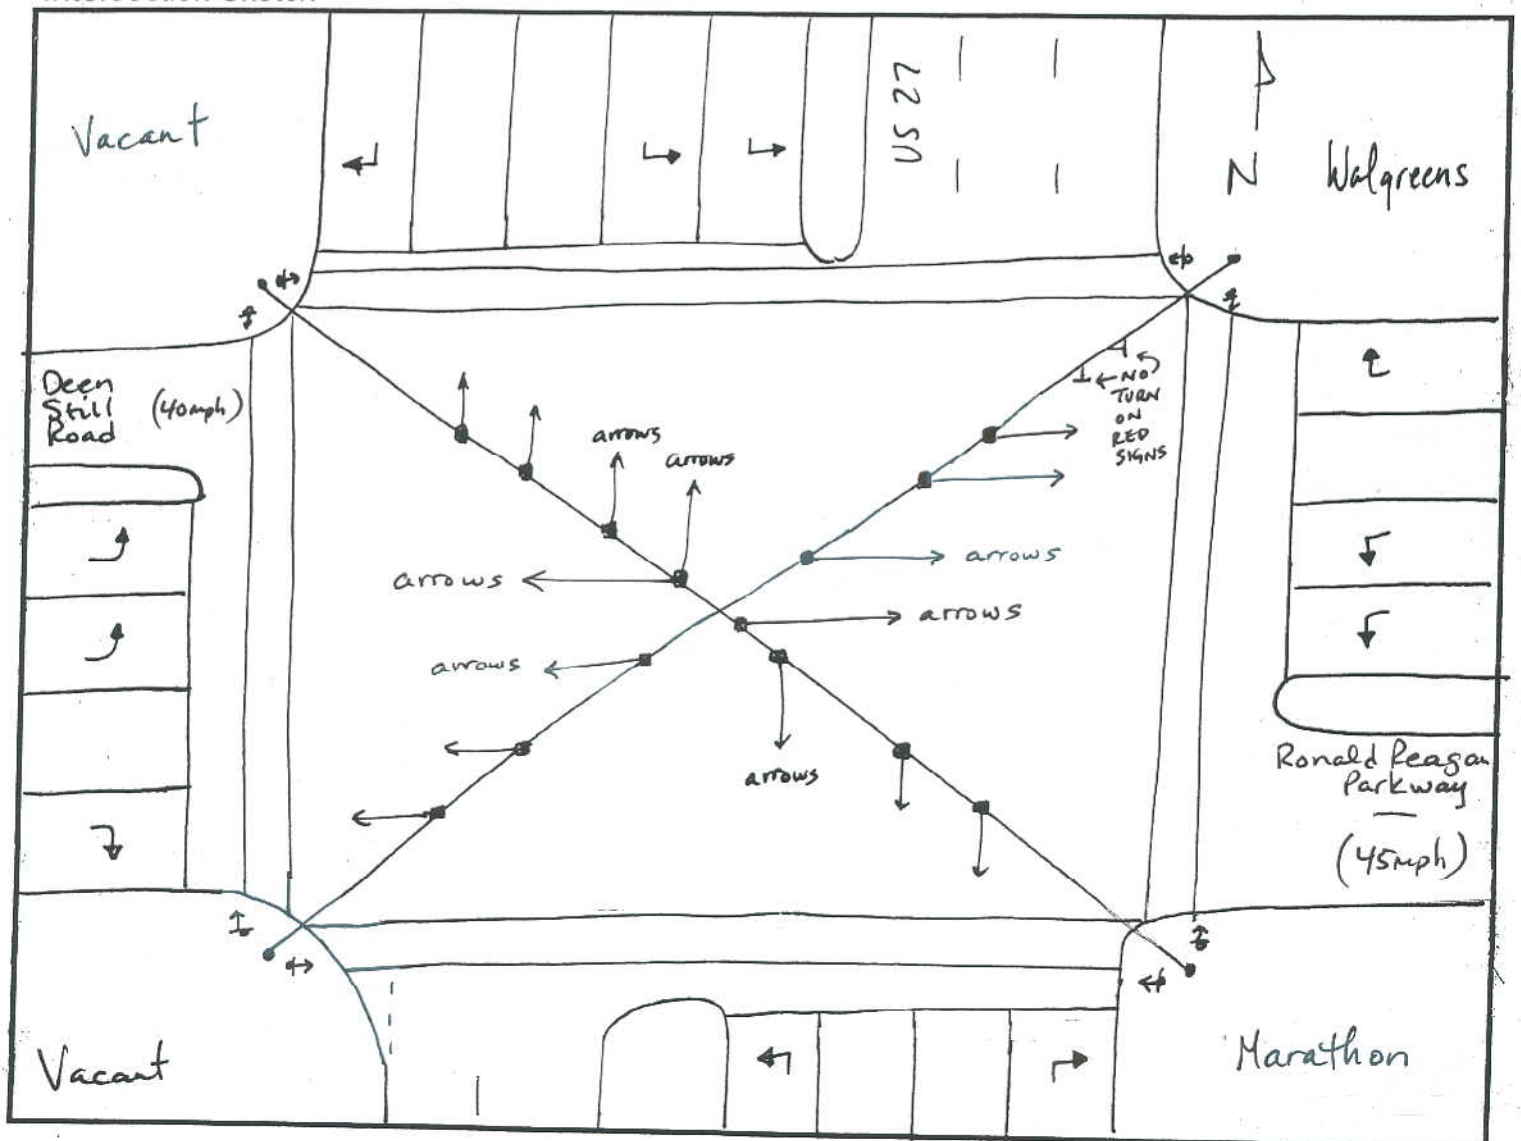 Vacant
US 27
N
Walgreens
Deen
Still
Road
(40mph)
NO
TURN
ON
RED
SIGNS
arrows
arrows
arrows
arrows
arrows
arrows
arrows
Ronald Reagan
Parkway
(45mph)
Vacant
Marathon